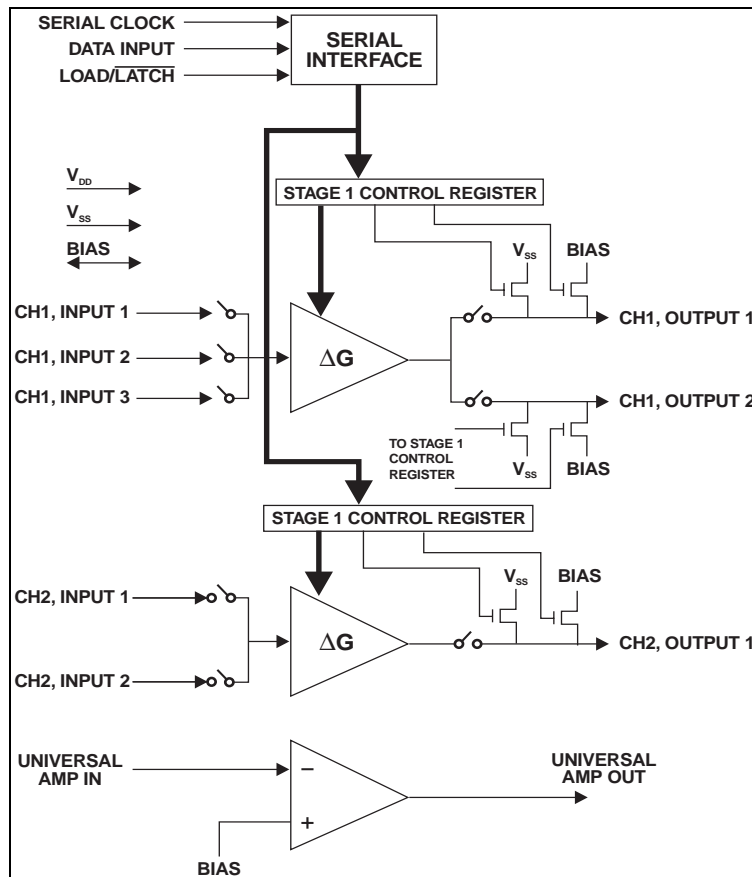 SERIAL CLOCK
DATA INPUT
LOAD/LATCH
SERIAL
INTERFACE
VDD
VSS
BIAS
STAGE 1 CONTROL REGISTER
VSS
BIAS
CH1, INPUT 1
CH1, INPUT 2
CH1, INPUT 3
ΔG
CH1, OUTPUT 1
CH1, OUTPUT 2
TO STAGE 1
CONTROL
REGISTER
VSS
BIAS
STAGE 1 CONTROL REGISTER
VSS
BIAS
CH2, INPUT 1
CH2, INPUT 2
ΔG
CH2, OUTPUT 1
UNIVERSAL
AMP IN
−
+
BIAS
UNIVERSAL
AMP OUT